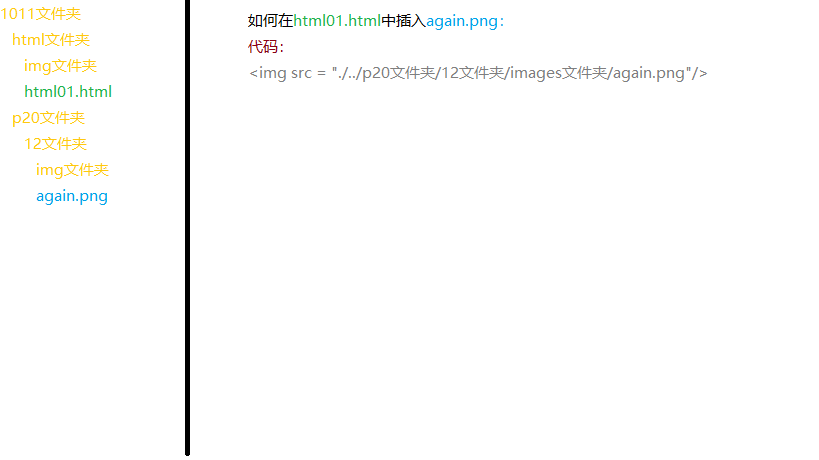 1011文件夹
html文件夹
img文件夹
html01.html
p20文件夹
12文件夹
img文件夹
again.png
如何在html01.html中插入again.png：
代码：
<img src = "./../p20文件夹/12文件夹/images文件夹/again.png"/>